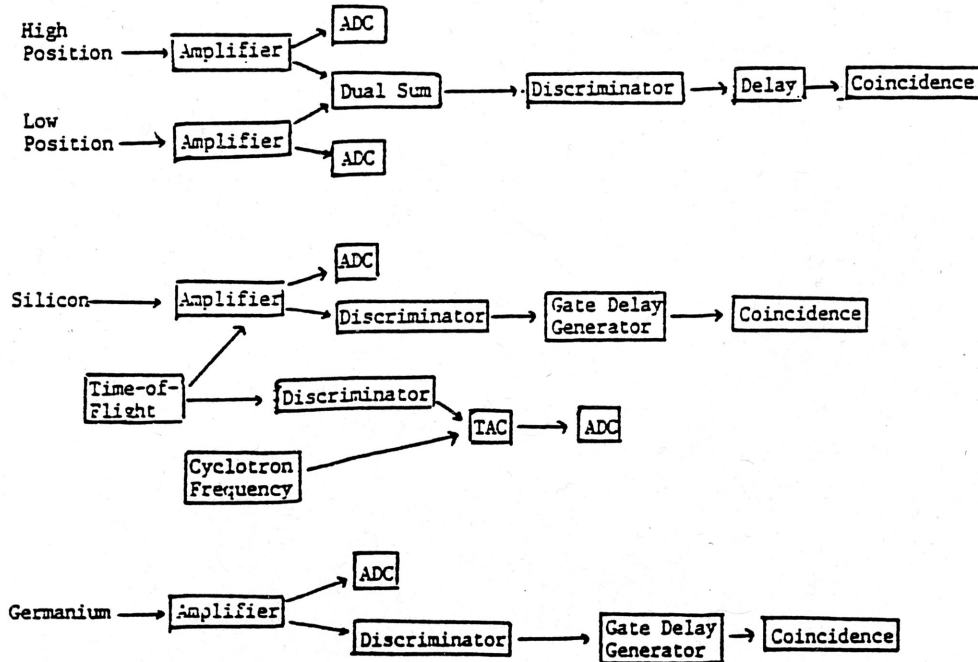 High
Position
Amplifier
ADC
Dual Sum
Discriminator
Delay
Coincidence
Low
Position
Amplifier
ADC
Silicon
Amplifier
ADC
Discriminator
Gate Delay
Generator
Coincidence
Time-of-
Flight
Discriminator
TAC
ADC
Cyclotron
Frequency
Germanium
Amplifier
ADC
Discriminator
Gate Delay
Generator
Coincidence